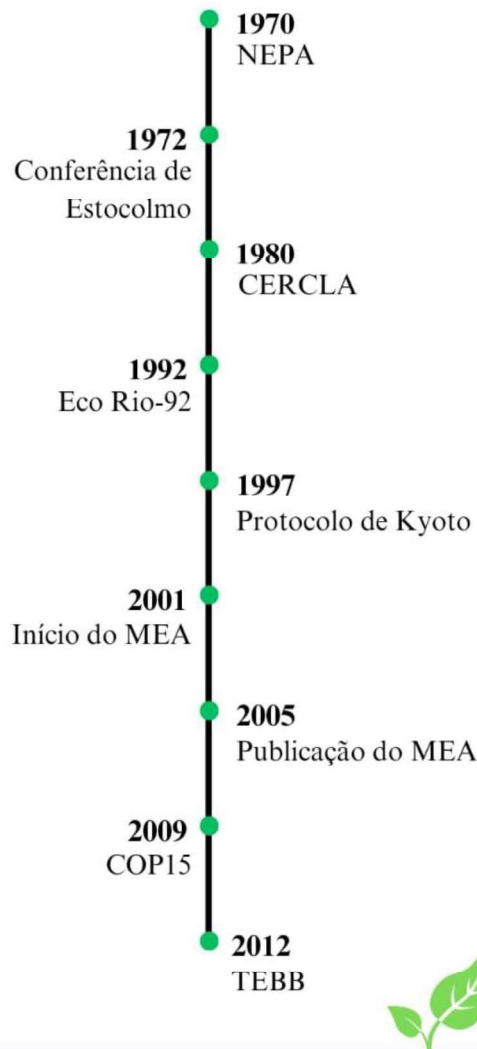 1970
NEPA
1972
Conferência de
Estocolmo
1980
CERCLA
1992
Eco Rio-92
1997
Protocolo de Kyoto
2001
Início do MEA
2005
Publicação do MEA
2009
COP15
2012
TEBB